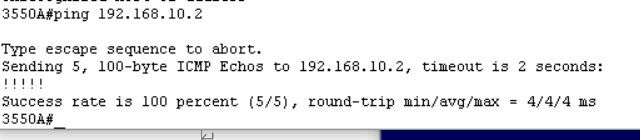 3550A#ping 192.168.10.2
Type escape sequence to abort.
Sending 5, 100-byte ICMP Echos to 192.168.10.2, timeout is 2 seconds:
!!!!!
Success rate is 100 percent (5/5), round-trip min/avg/max = 4/4/4 ms
3550A#_